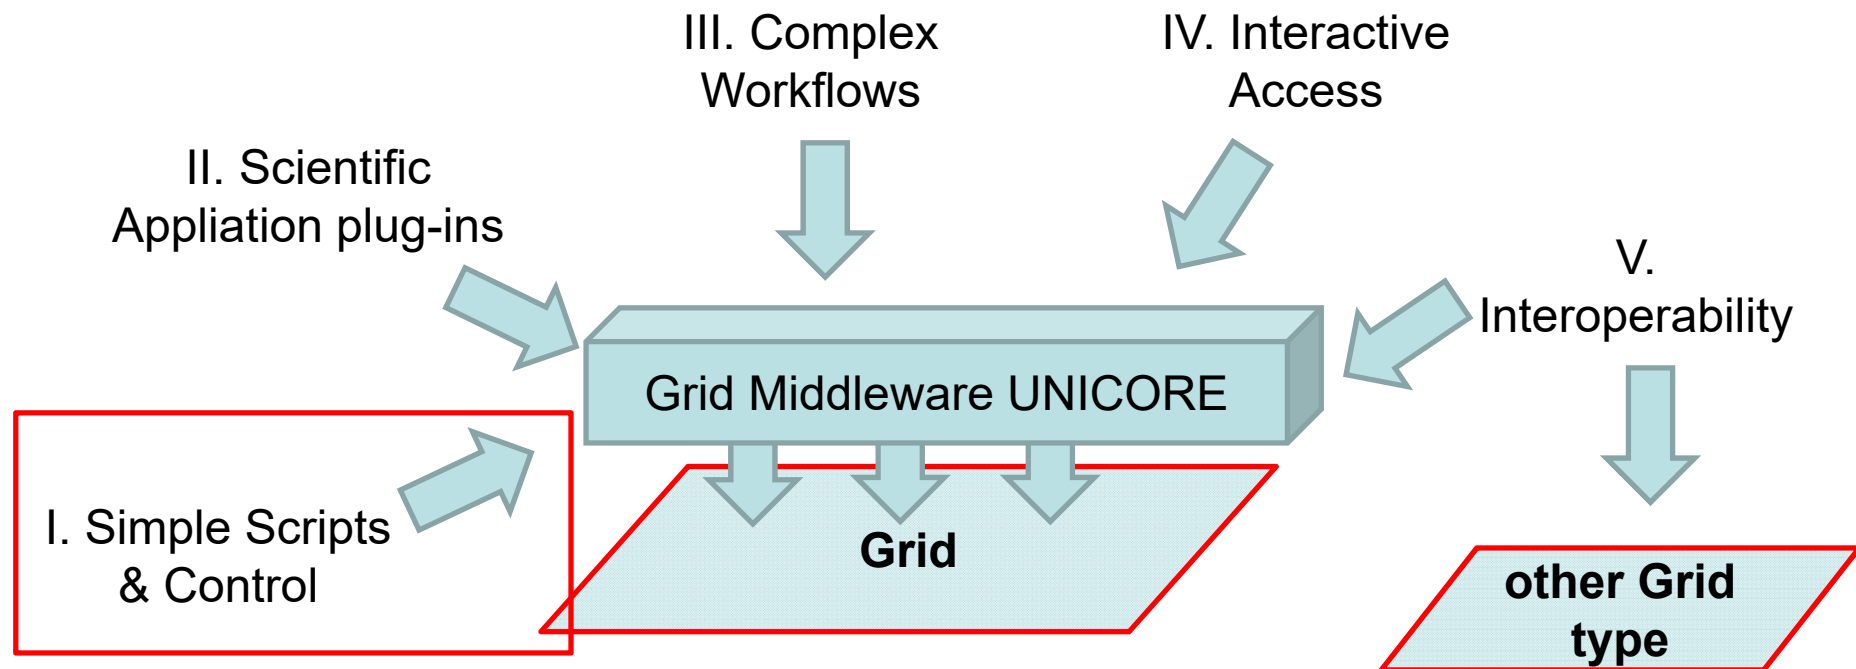 III. Complex
Workflows
IV. Interactive
Access
II. Scientific
Appliation plug-ins
V.
Interoperability
Grid Middleware UNICORE
I. Simple Scripts
& Control
Grid
other Grid
type